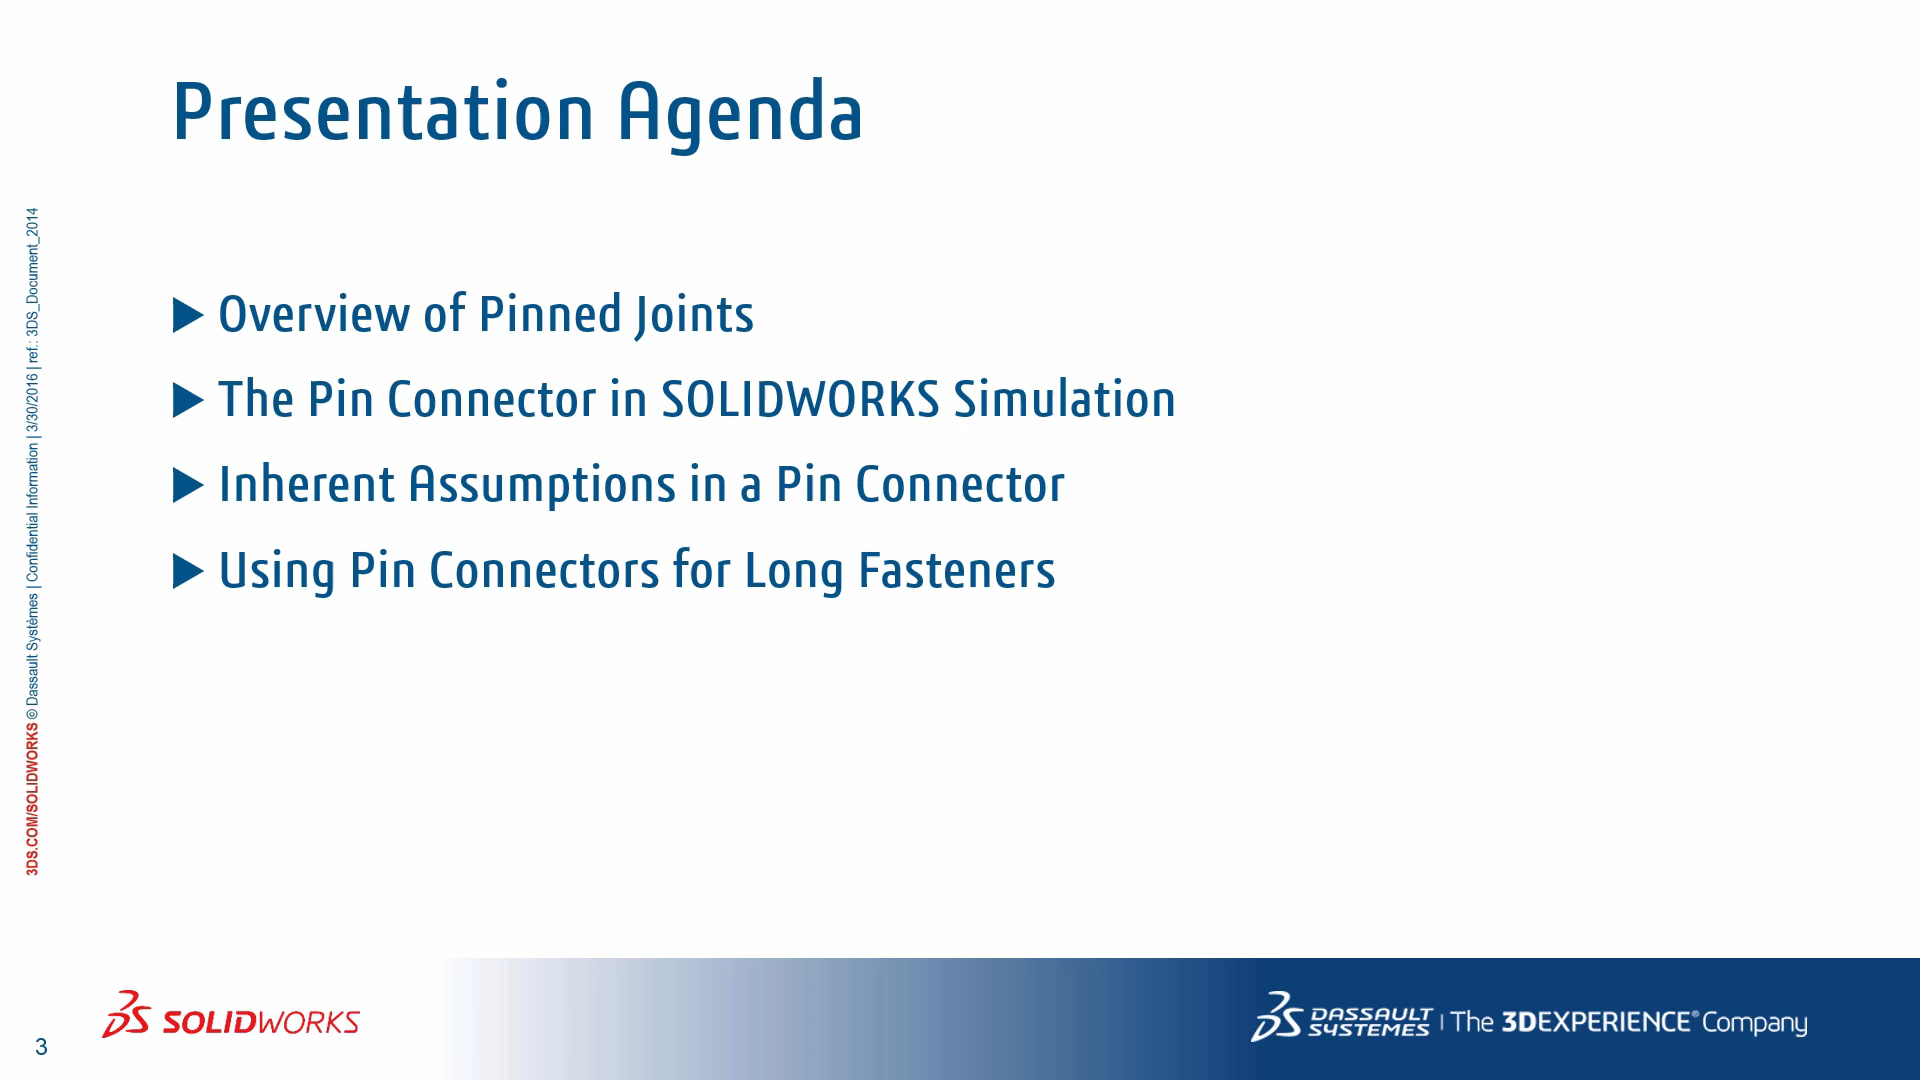 Presentation Agenda
Overview of Pinned Joints
The Pin Connector in SOLIDWORKS Simulation
Inherent Assumptions in a Pin Connector
Using Pin Connectors for Long Fasteners
3DS.COM/SOLIDWORKS © Dassault Systèmes | Confidential Information | 3/30/2016 | ref.: 3DS_Document_2014
3
SOLIDWORKS
DASSAULT SYSTEMES | The 3DEXPERIENCE® Company